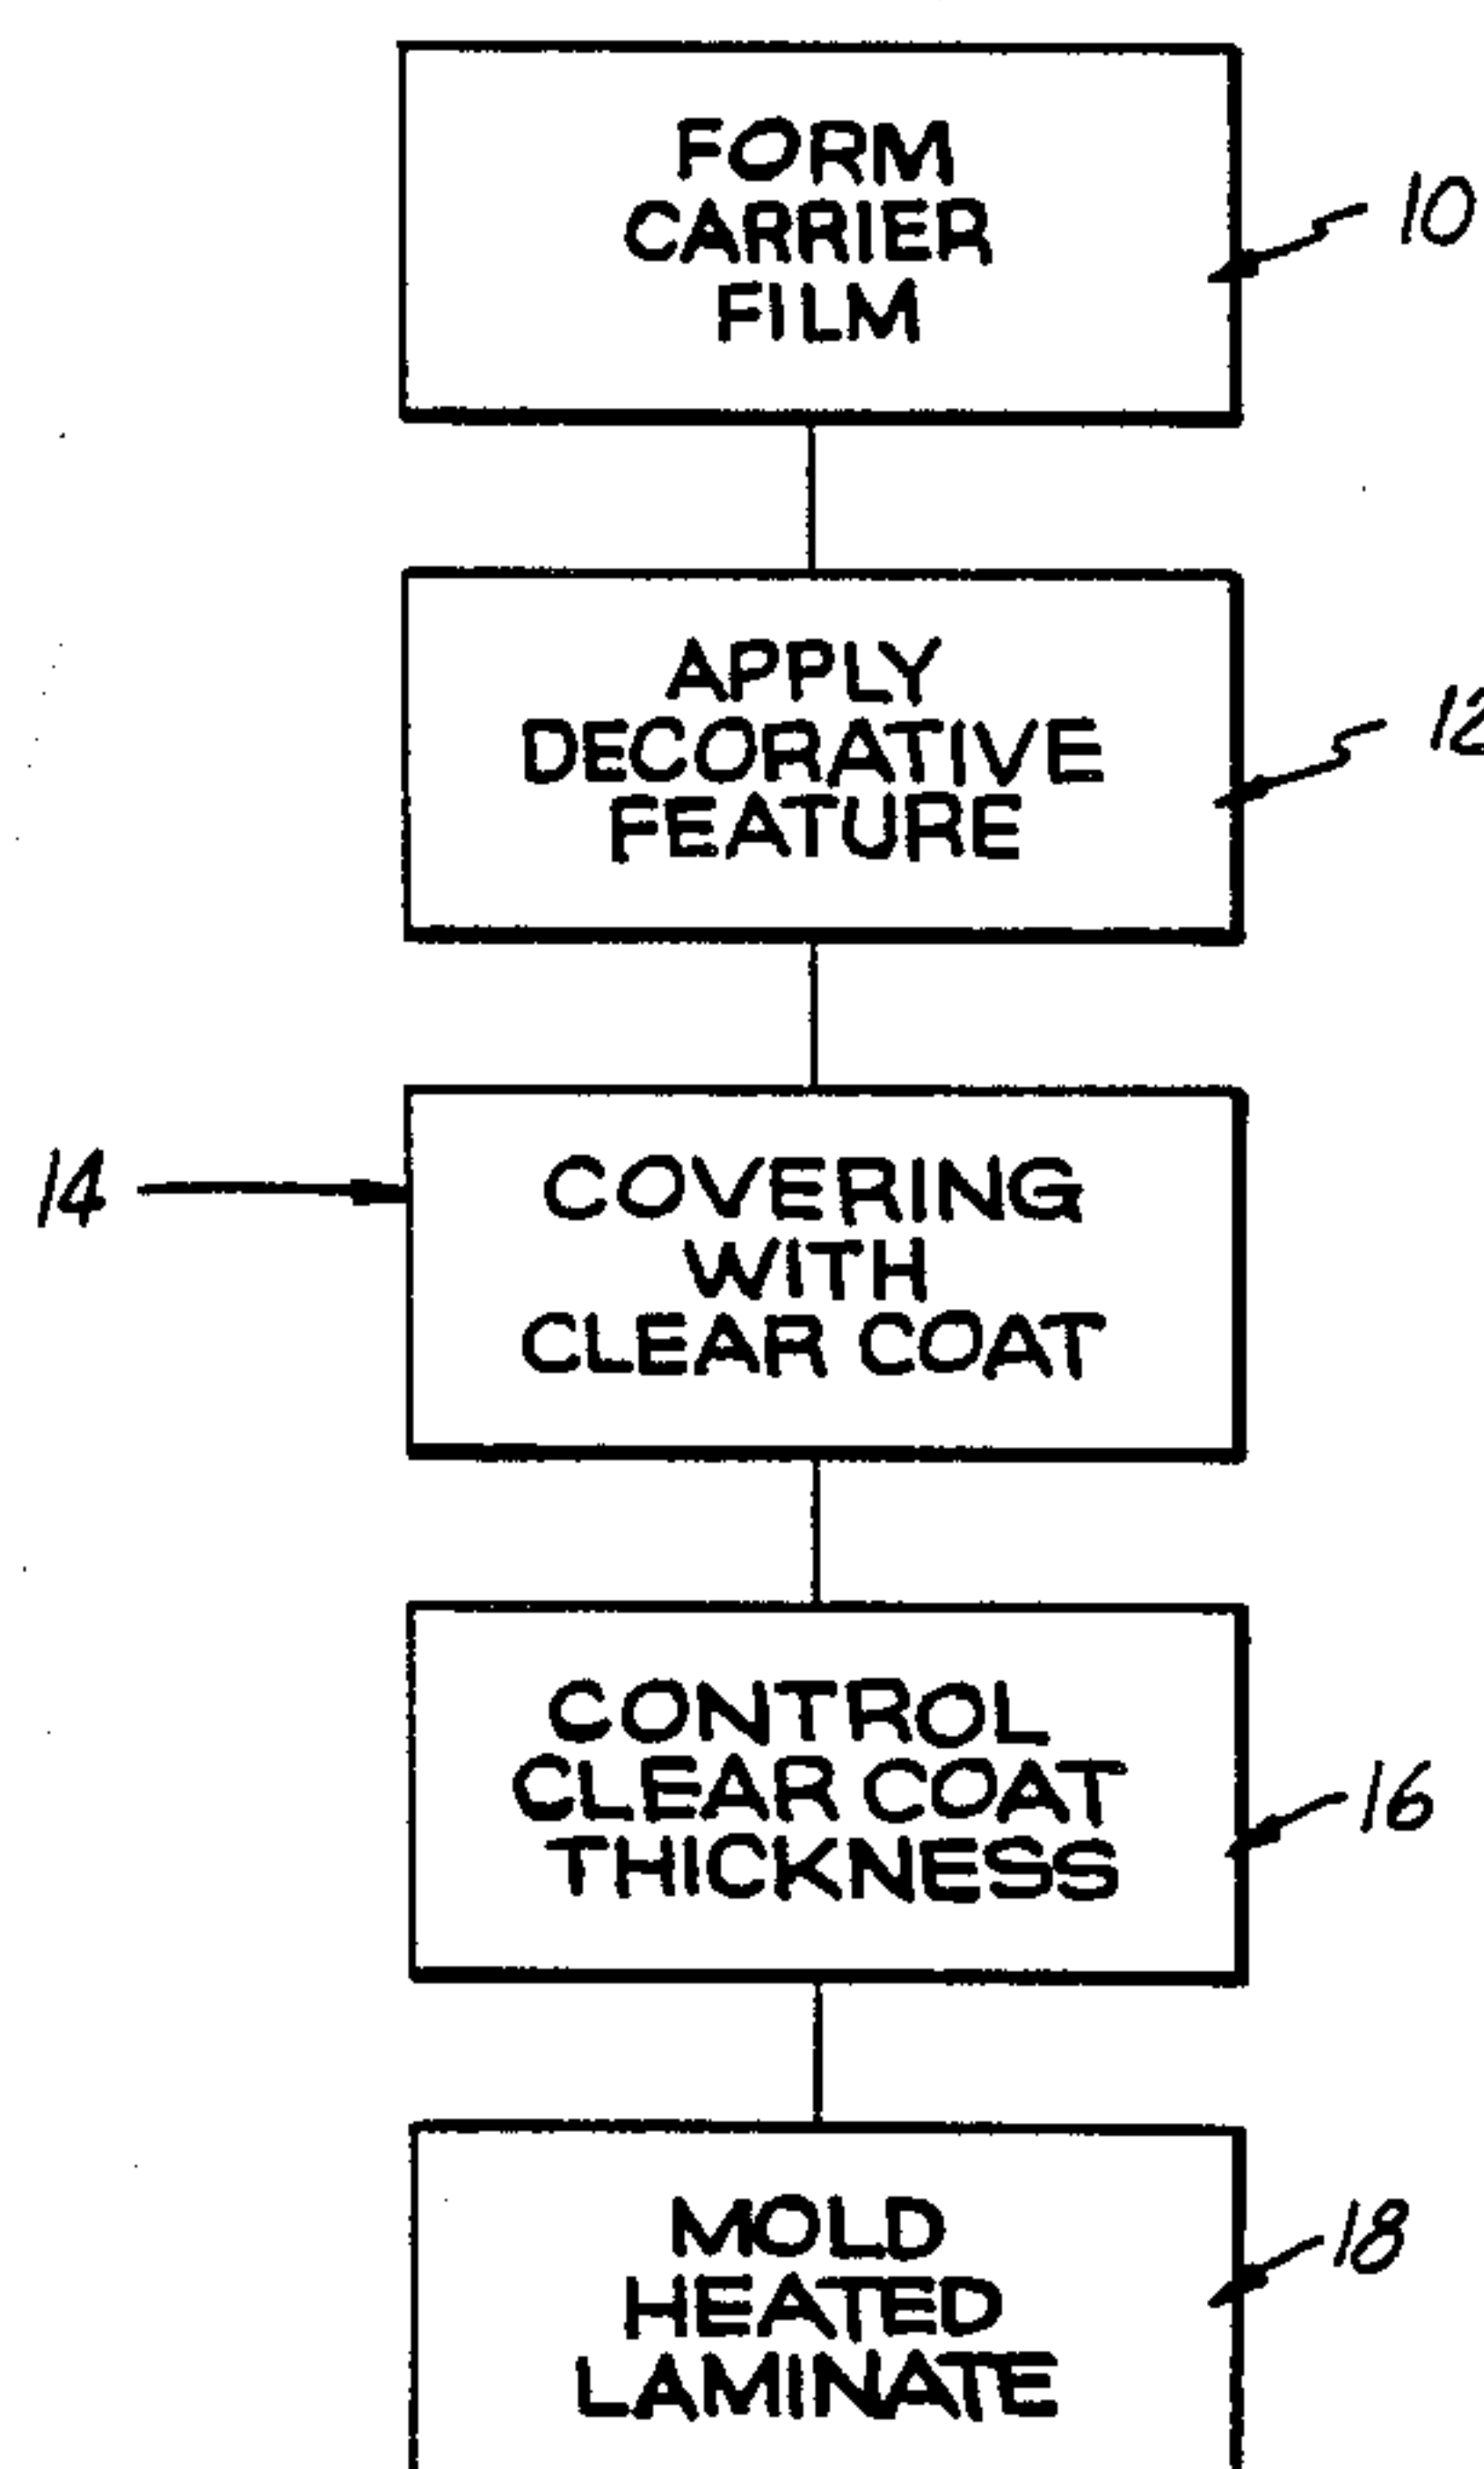 FORM
CARRIER
FILM
10
APPLY
DECORATIVE
FEATURE
12
14
COVERING
WITH
CLEAR COAT
CONTROL
CLEAR COAT
THICKNESS
16
MOLD
HEATED
LAMINATE
18